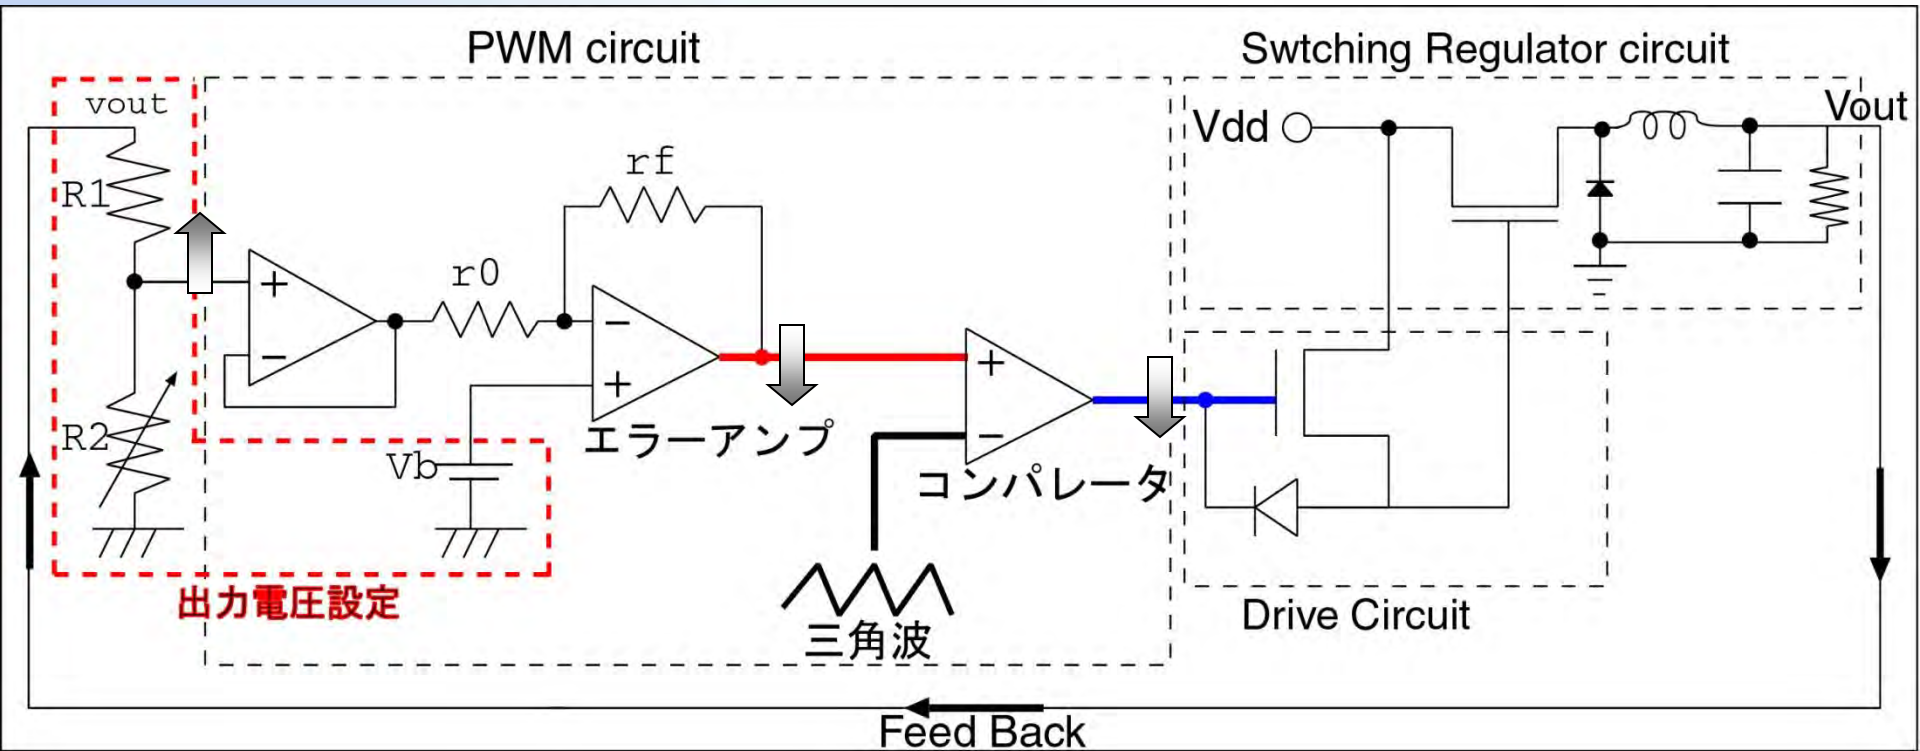 PWM circuit
Swtching Regulator circuit
vout
Vout
Vdd
rf
R1
r0
+
−
−
+
+
−
R2
エラーアンプ
Vb
コンパレータ
出力電圧設定
三角波
Drive Circuit
Feed Back